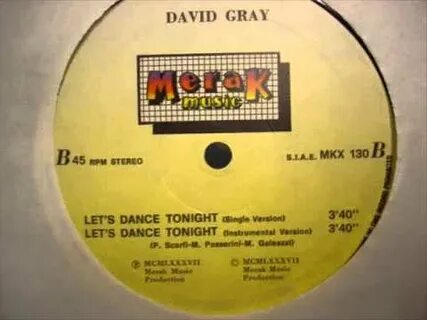 DAVID GRAY
MeraK
music
B 45 RPM STEREO
S.I.A.E. MKX 130 B
LET'S DANCE TONIGHT (Single Version) 3'40"
LET'S DANCE TONIGHT (Instrumental Version) 3'40"
(P. Scarfi-M. Passerini-M. Galeazzi)
℗ MCMLXXXVII © MCMLXXXVII
Merak Music Merak Music
Production Production